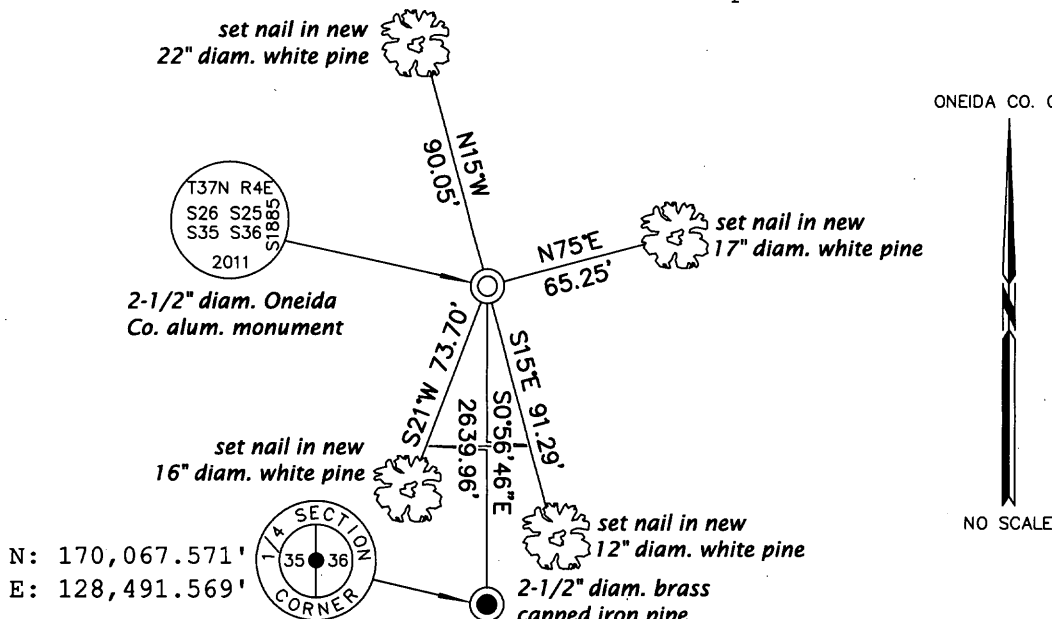 set nail in new
22" diam. white pine
ONEIDA CO.
N15°W
90.05'
T37N R4E
S26 S25
S35 S36
S1885
2011
set nail in new
17" diam. white pine
N75°E
65.25'
2-1/2" diam. Oneida
Co. alum. monument
S21°W 73.70'
S15°E 91.29'
S0°56'46"E
2639.96'
N
set nail in new
16" diam. white pine
NO SCALE
set nail in new
12" diam. white pine
1/4 SECTION
35 36
CORNER
N: 170,067.571'
E: 128,491.569'
2-1/2" diam. brass
capped iron pipe